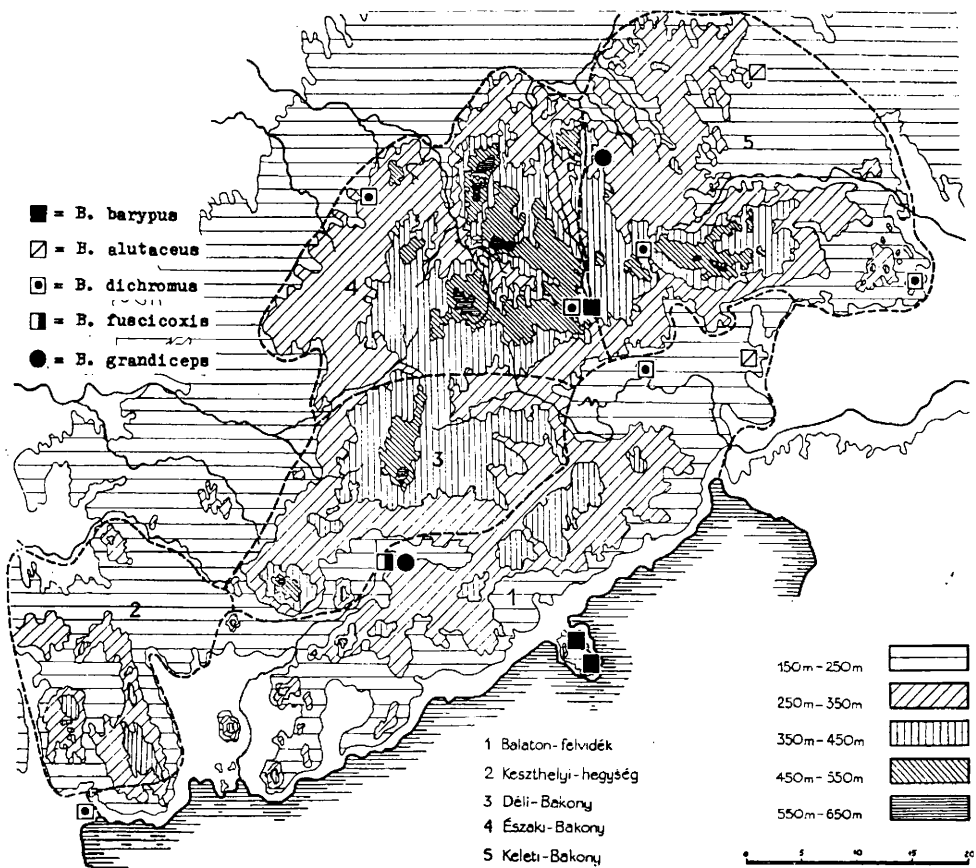 5
■ = B. barypus
= B. alutaceus
4
= B. dichromus
= B. fuscicoxis
● = B. grandiceps
3
2
1
150m-250m
250m-350m
350m-450m
450m-550m
550m-650m
1 Balaton-felvidék
2 Keszthelyi-hegység
3 Déli-Bakony
4 Északi-Bakony
5 Keleti-Bakony
0 5 10 15 20